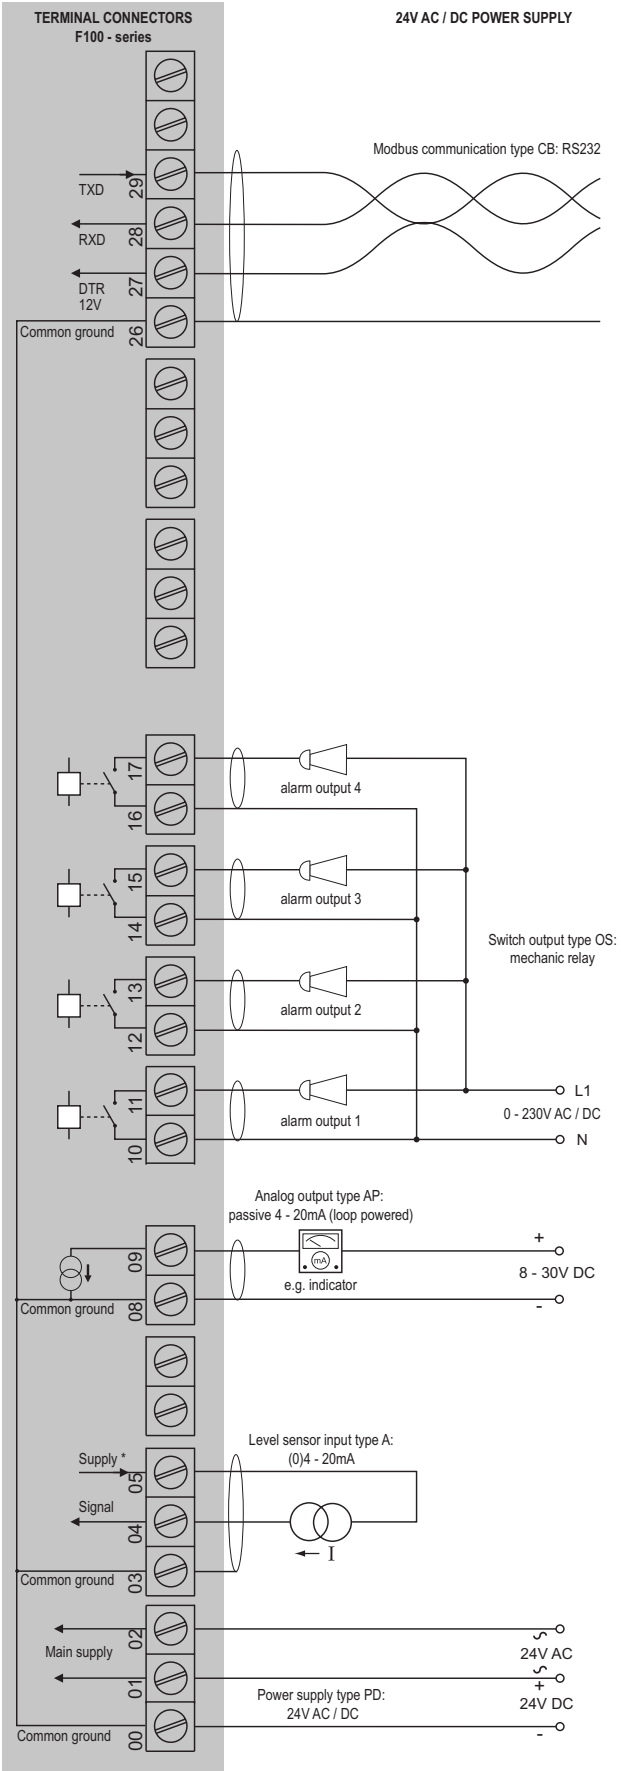 TERMINAL CONNECTORS
F100 - series
24V AC / DC POWER SUPPLY
Modbus communication type CB: RS232
TXD
29
RXD
28
DTR
12V
27
Common ground
26
17
alarm output 4
16
15
alarm output 3
14
Switch output type OS:
mechanic relay
13
alarm output 2
12
11
L1
alarm output 1
0 - 230V AC / DC
10
N
Analog output type AP:
passive 4 - 20mA (loop powered)
09
+
mA
8 - 30V DC
e.g. indicator
Common ground
08
-
Level sensor input type A:
(0)4 - 20mA
Supply *
05
Signal
04
I
Common ground
03
02
Main supply
24V AC
01
+
Power supply type PD:
24V AC / DC
24V DC
Common ground
00
-